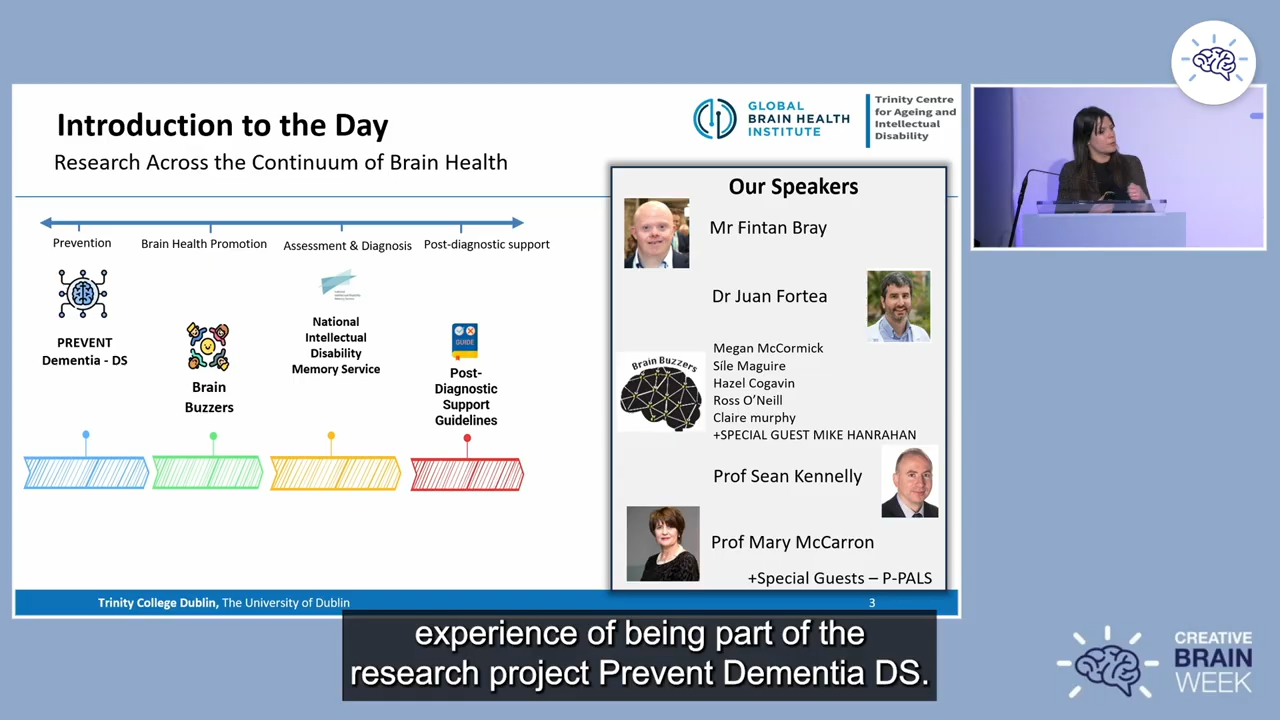 Introduction to the Day
Research Across the Continuum of Brain Health
GLOBAL
BRAIN HEALTH
INSTITUTE
Trinity Centre
for Ageing and
Intellectual
Disability
Prevention
Brain Health Promotion
Assessment & Diagnosis
Post-diagnostic support
PREVENT
Dementia - DS
Brain
Buzzers
National
Intellectual
Disability
Memory Service
GUIDE
Post-
Diagnostic
Support
Guidelines
Our Speakers
Mr Fintan Bray
Dr Juan Fortea
Brain Buzzers
Megan McCormick
Síle Maguire
Hazel Cogavin
Ross O’Neill
Claire murphy
+SPECIAL GUEST MIKE HANRAHAN
Prof Sean Kennelly
Prof Mary McCarron
+Special Guests – P-PALS
Trinity College Dublin, The University of Dublin
3
experience of being part of the
research project Prevent Dementia DS.
CREATIVE
BRAIN
WEEK